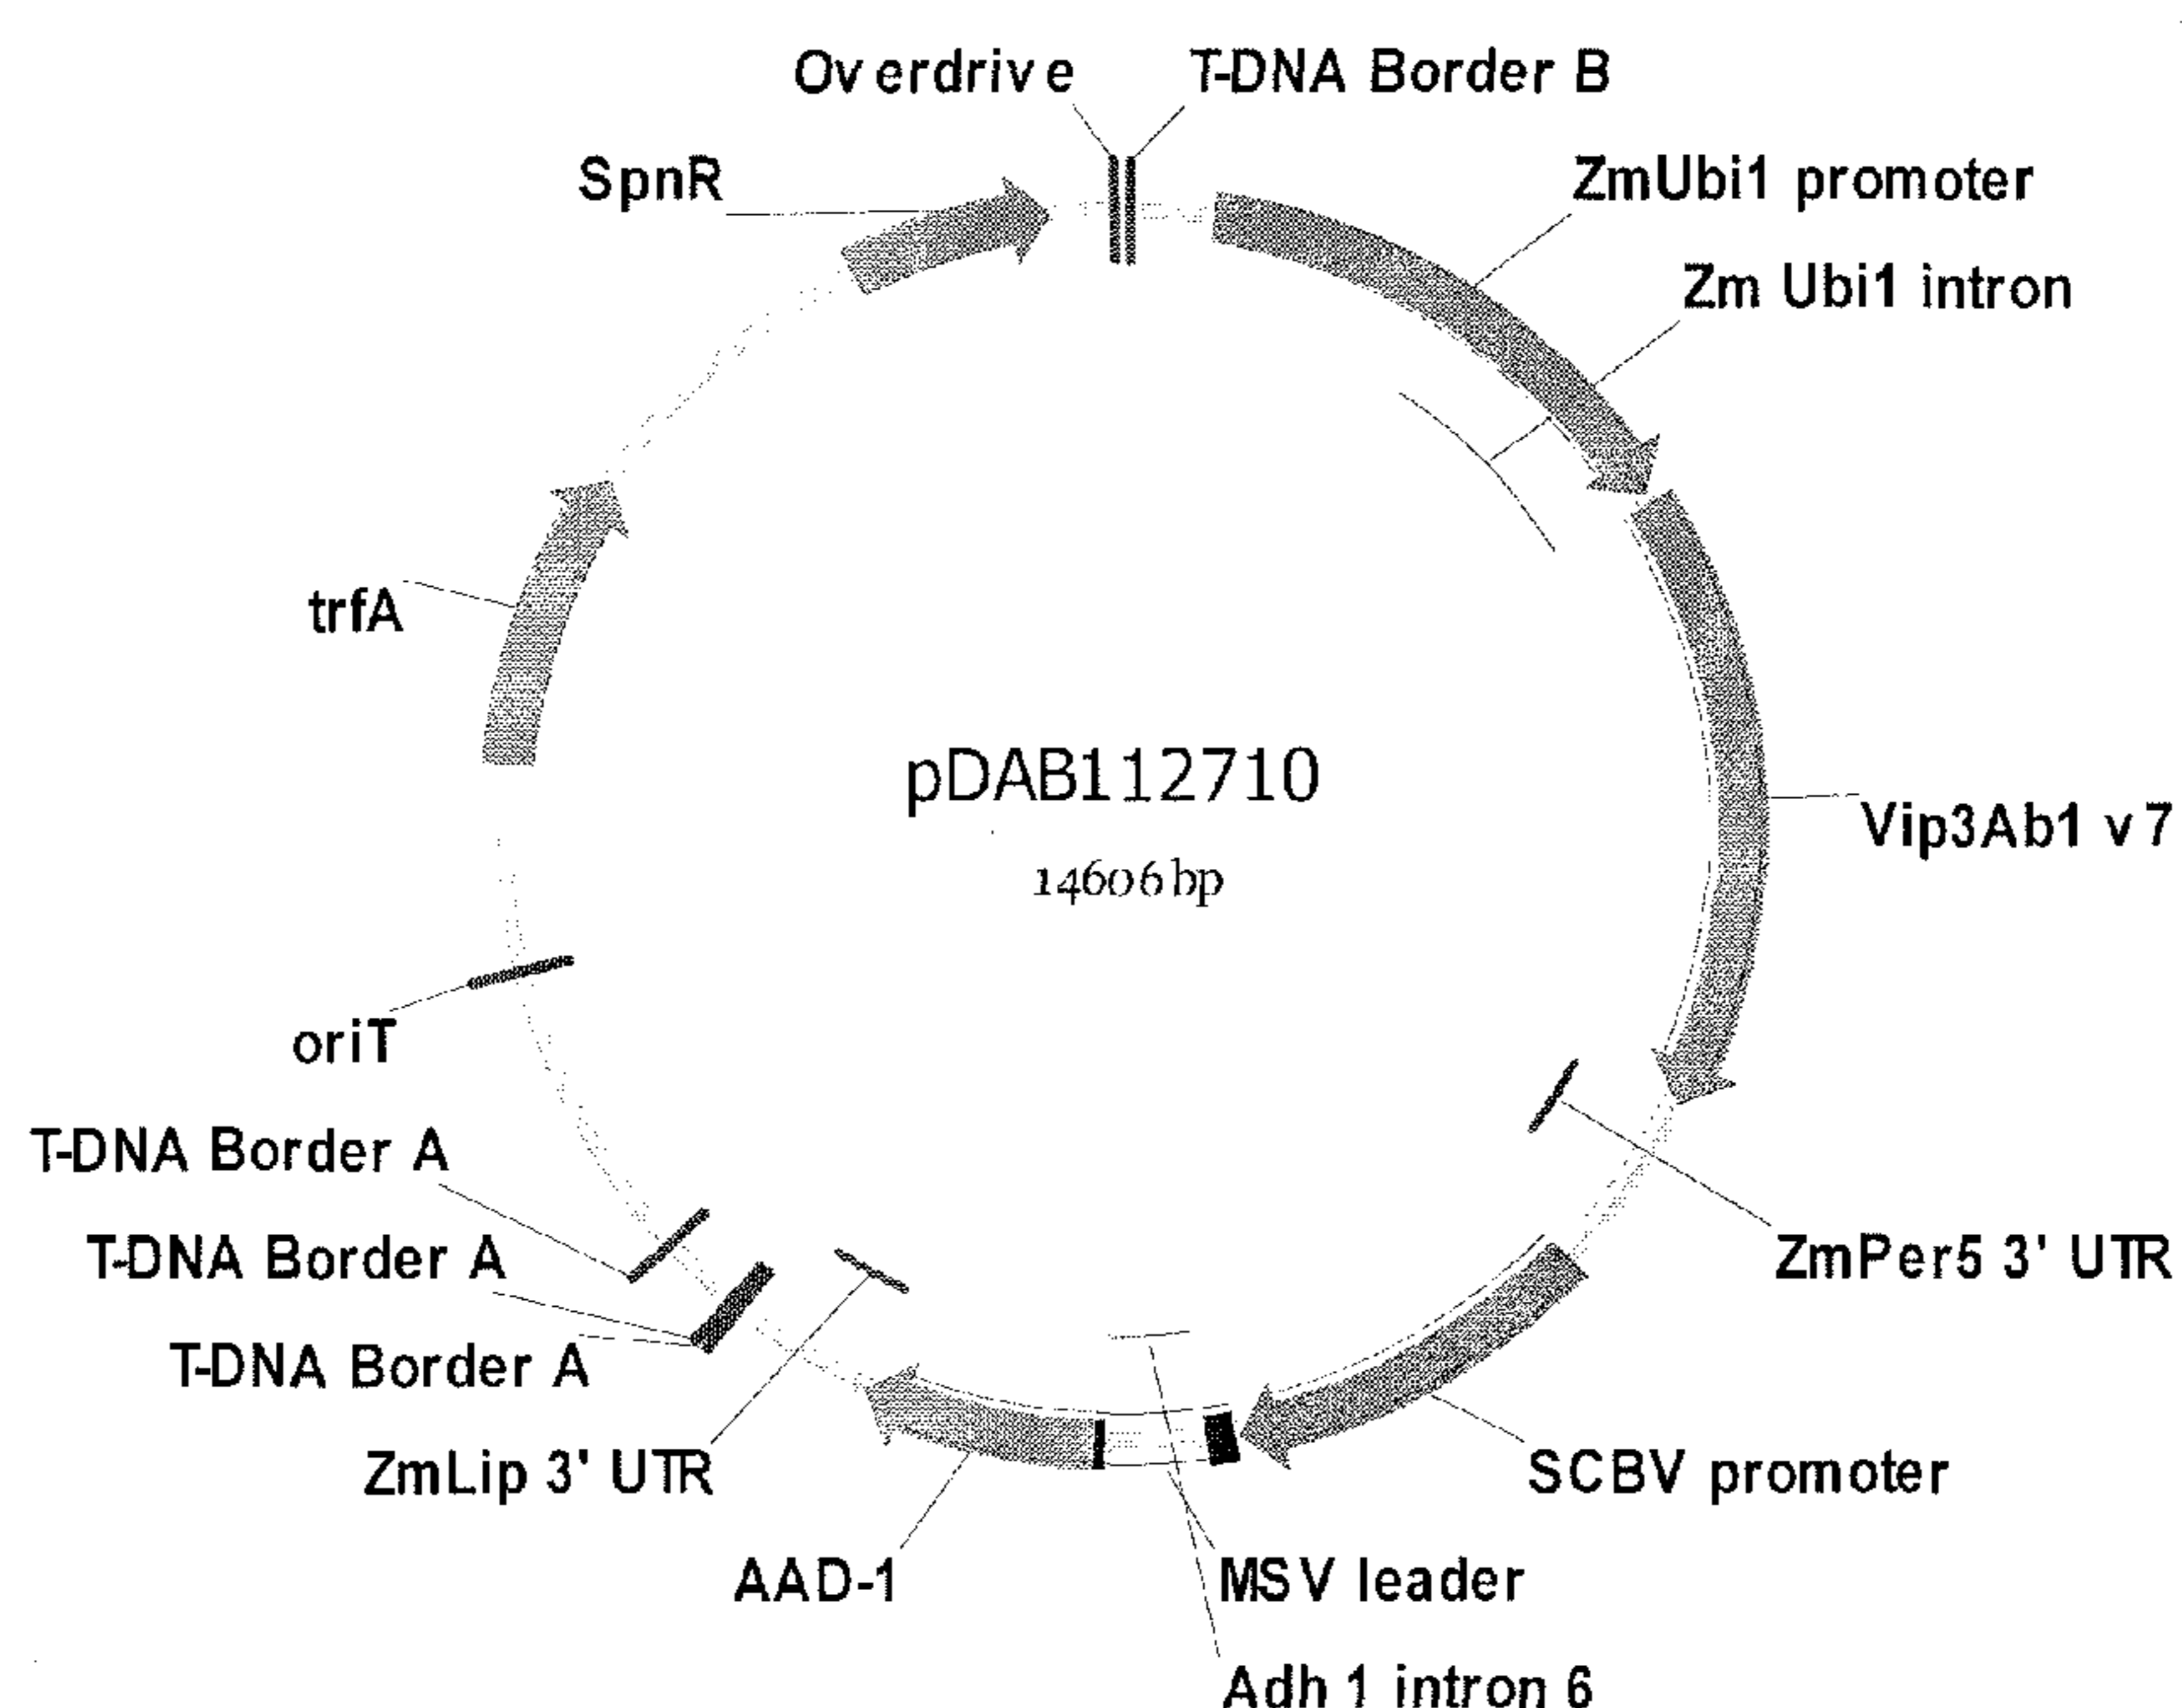 Overdrive
T-DNA Border B
SpnR
ZmUbi1 promoter
Zm Ubi1 intron
trfA
pDAB112710
14606 bp
Vip3Ab1 v7
oriT
T-DNA Border A
T-DNA Border A
ZmPer5 3' UTR
T-DNA Border A
ZmLip 3' UTR
SCBV promoter
AAD-1
MSV leader
Adh 1 intron 6